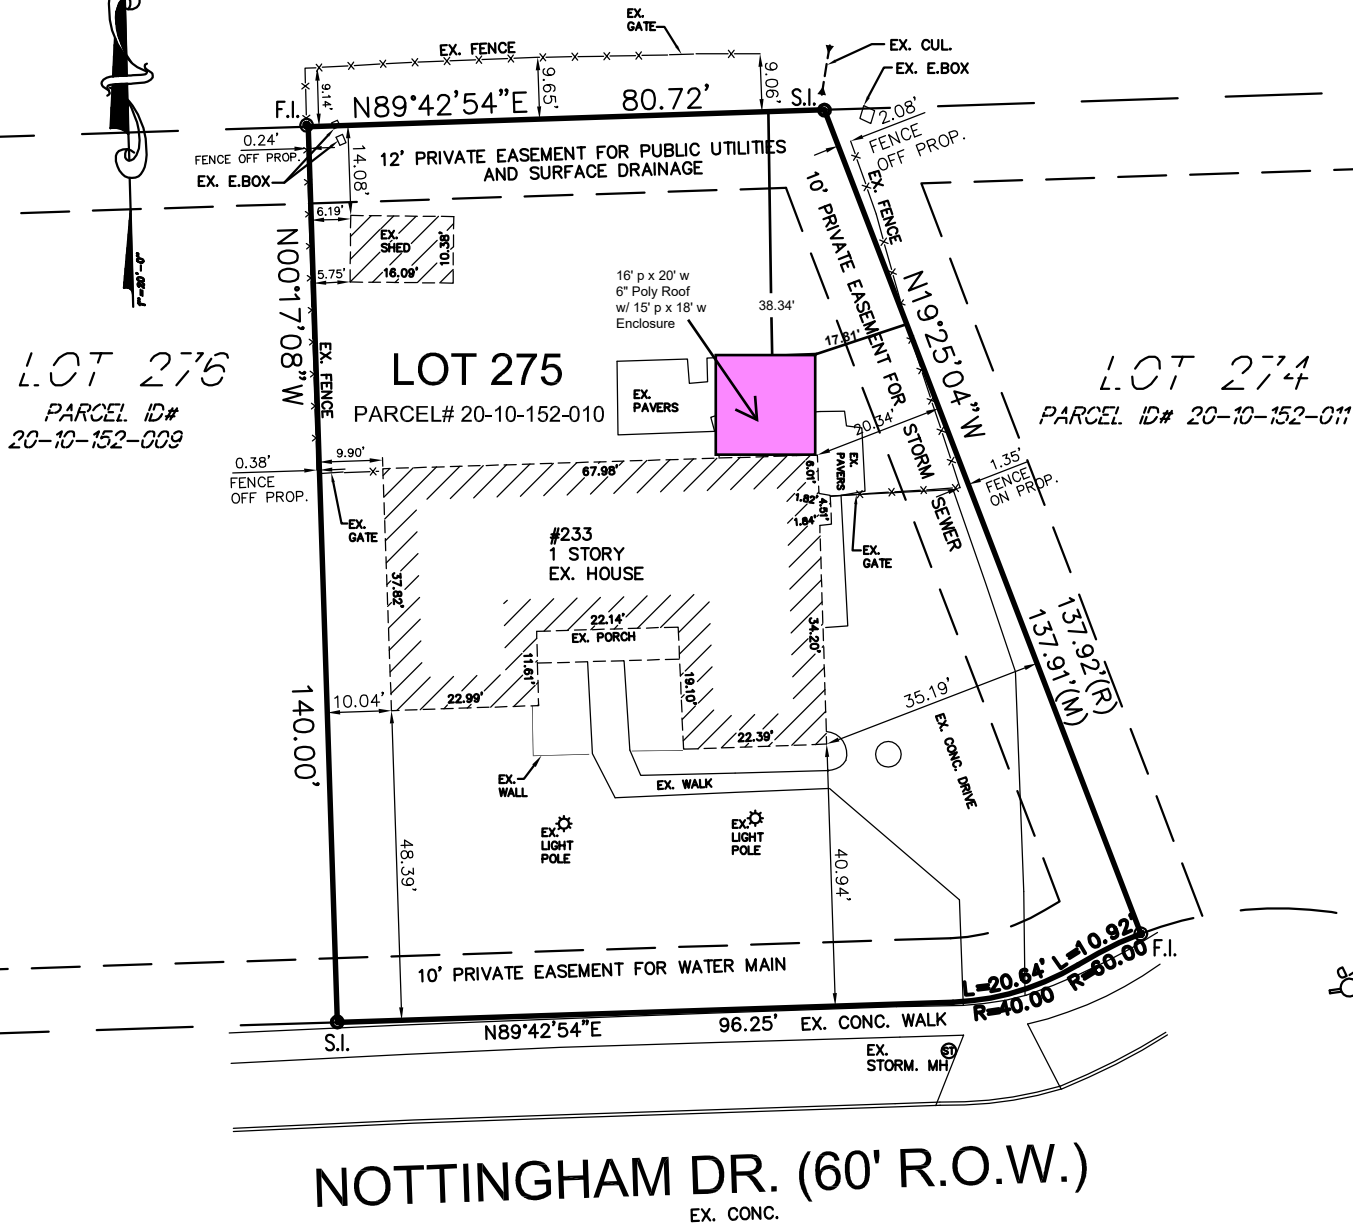 EX.
GATE
EX. FENCE
EX. CUL.
EX. E.BOX
9.14'
9.65'
9.06'
F.I.
N89°42'54"E
80.72'
S.I.
2.08'
FENCE
OFF PROP.
0.24'
FENCE OFF PROP.
EX. E.BOX
14.08'
12' PRIVATE EASEMENT FOR PUBLIC UTILITIES
AND SURFACE DRAINAGE
10' PRIVATE EASEMENT FOR STORM SEWER
EX. FENCE
6.19'
EX.
SHED
10.38'
16.09'
5.75'
1"=20'-0"
N00°17'08"W
16' p x 20' w
6" Poly Roof
w/ 15' p x 18' w
Enclosure
38.34'
17.81'
N19°25'04"W
LOT 276
PARCEL ID#
20-10-152-009
EX. FENCE
LOT 275
PARCEL# 20-10-152-010
EX.
PAVERS
LOT 274
PARCEL ID# 20-10-152-011
20.34'
9.90'
0.38'
FENCE
OFF PROP.
67.98'
6.01'
EX.
PAVERS
1.35'
FENCE
ON PROP.
1.82'
4.51'
1.84'
EX.
GATE
#233
1 STORY
EX. HOUSE
EX.
GATE
37.82'
22.14'
EX. PORCH
34.20'
137.92'(R)
137.91'(M)
11.61'
19.10'
10.04'
22.99'
35.19'
140.00'
22.39'
EX. CONC. DRIVE
EX.
WALL
EX. WALK
EX.
LIGHT
POLE
EX.
LIGHT
POLE
48.39'
40.94'
10' PRIVATE EASEMENT FOR WATER MAIN
L=20.64'
R=40.00
L=10.92'
R=60.00
F.I.
S.I.
N89°42'54"E
96.25'
EX. CONC. WALK
EX.
STORM. MH
ST
NOTTINGHAM DR. (60' R.O.W.)
EX. CONC.